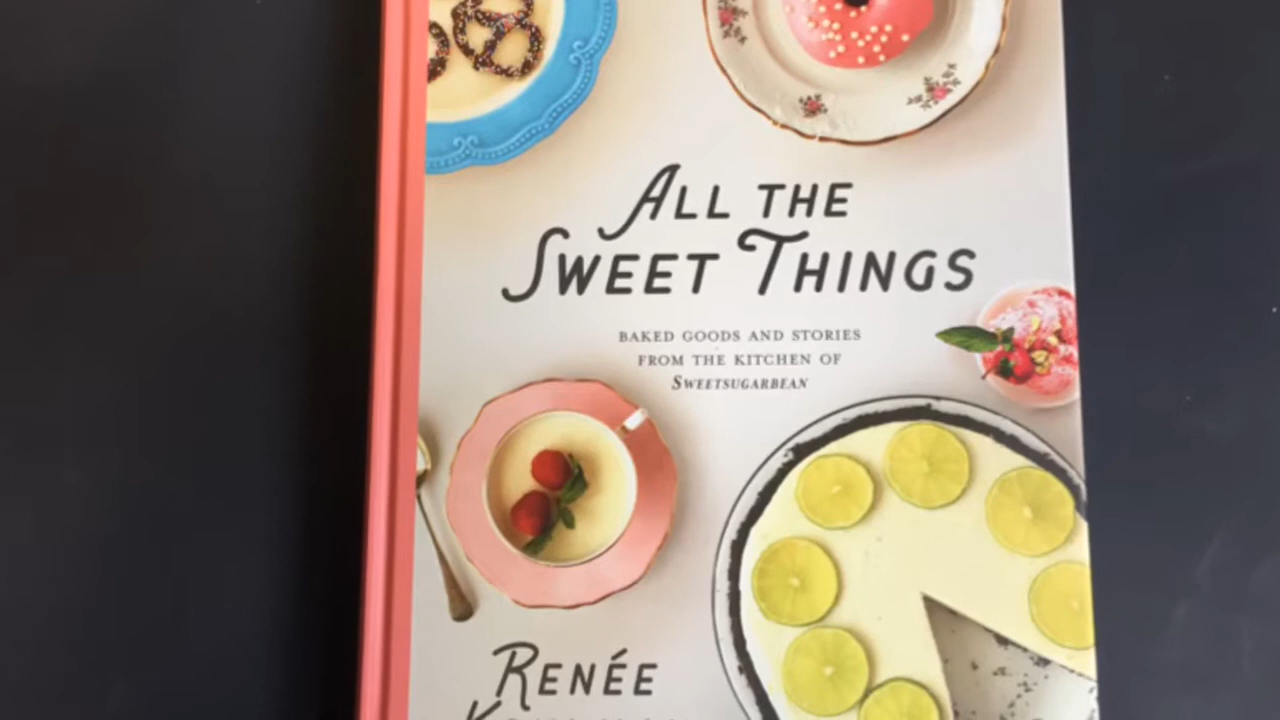 ALL THE
SWEET THINGS
BAKED GOODS AND STORIES
FROM THE KITCHEN OF
SWEETSUGARBEAN
RENÉE